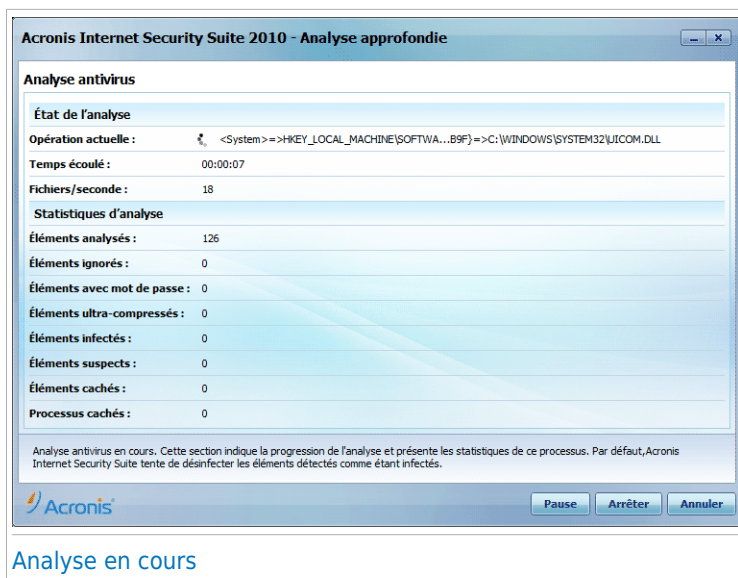 Acronis Internet Security Suite 2010 - Analyse approfondie
Analyse antivirus
État de l'analyse
Opération actuelle : <System>=>HKEY_LOCAL_MACHINE\SOFTWA...B9F}=>C:\WINDOWS\SYSTEM32\UICOM.DLL
Temps écoulé : 00:00:07
Fichiers/seconde : 18
Statistiques d'analyse
Éléments analysés : 126
Éléments ignorés : 0
Éléments avec mot de passe : 0
Éléments ultra-compressés : 0
Éléments infectés : 0
Éléments suspects : 0
Éléments cachés : 0
Processus cachés : 0
Analyse antivirus en cours. Cette section indique la progression de l'analyse et présente les statistiques de ce processus. Par défaut,Acronis
Internet Security Suite tente de désinfecter les éléments détectés comme étant infectés.
Acronis Pause Arrêter Annuler
Analyse en cours